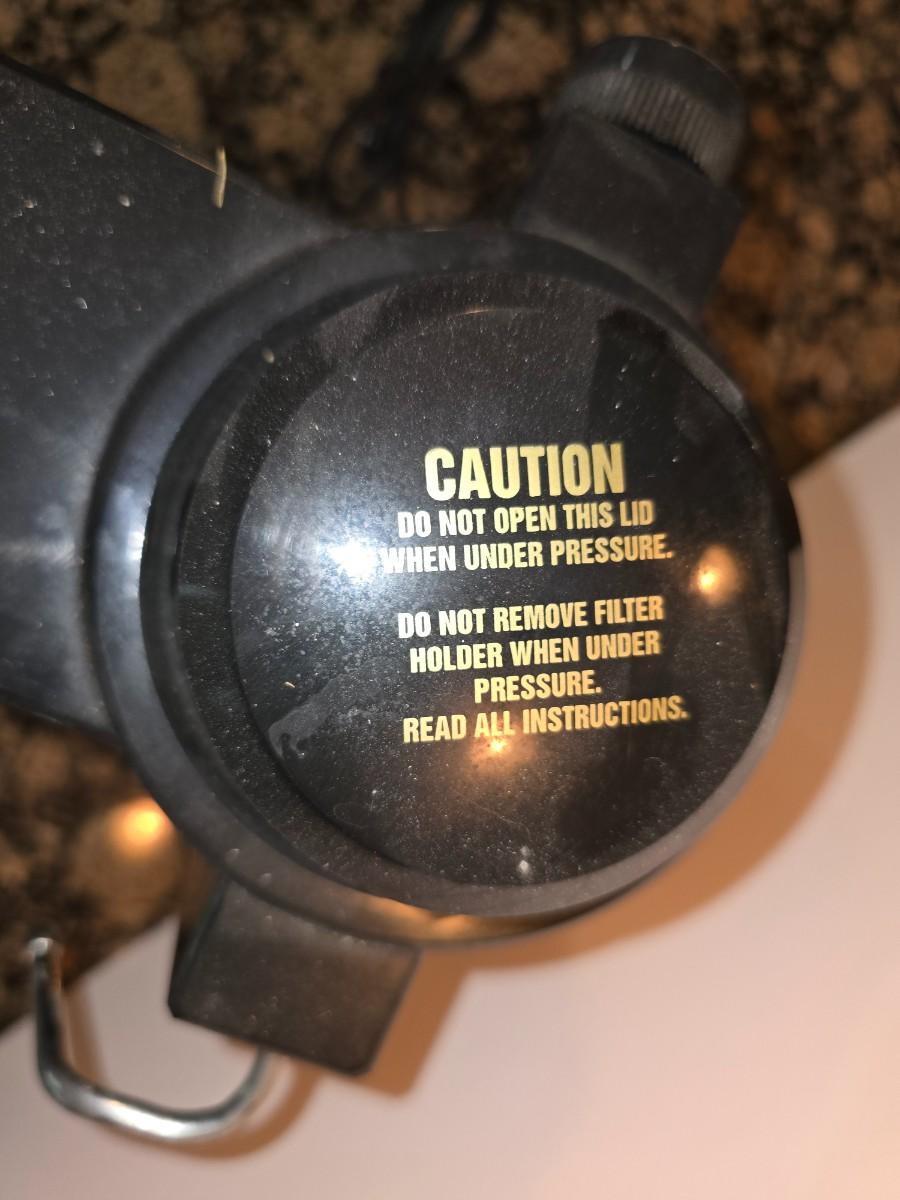 CAUTION
DO NOT OPEN THIS LID
WHEN UNDER PRESSURE.
DO NOT REMOVE FILTER
HOLDER WHEN UNDER
PRESSURE.
READ ALL INSTRUCTIONS.